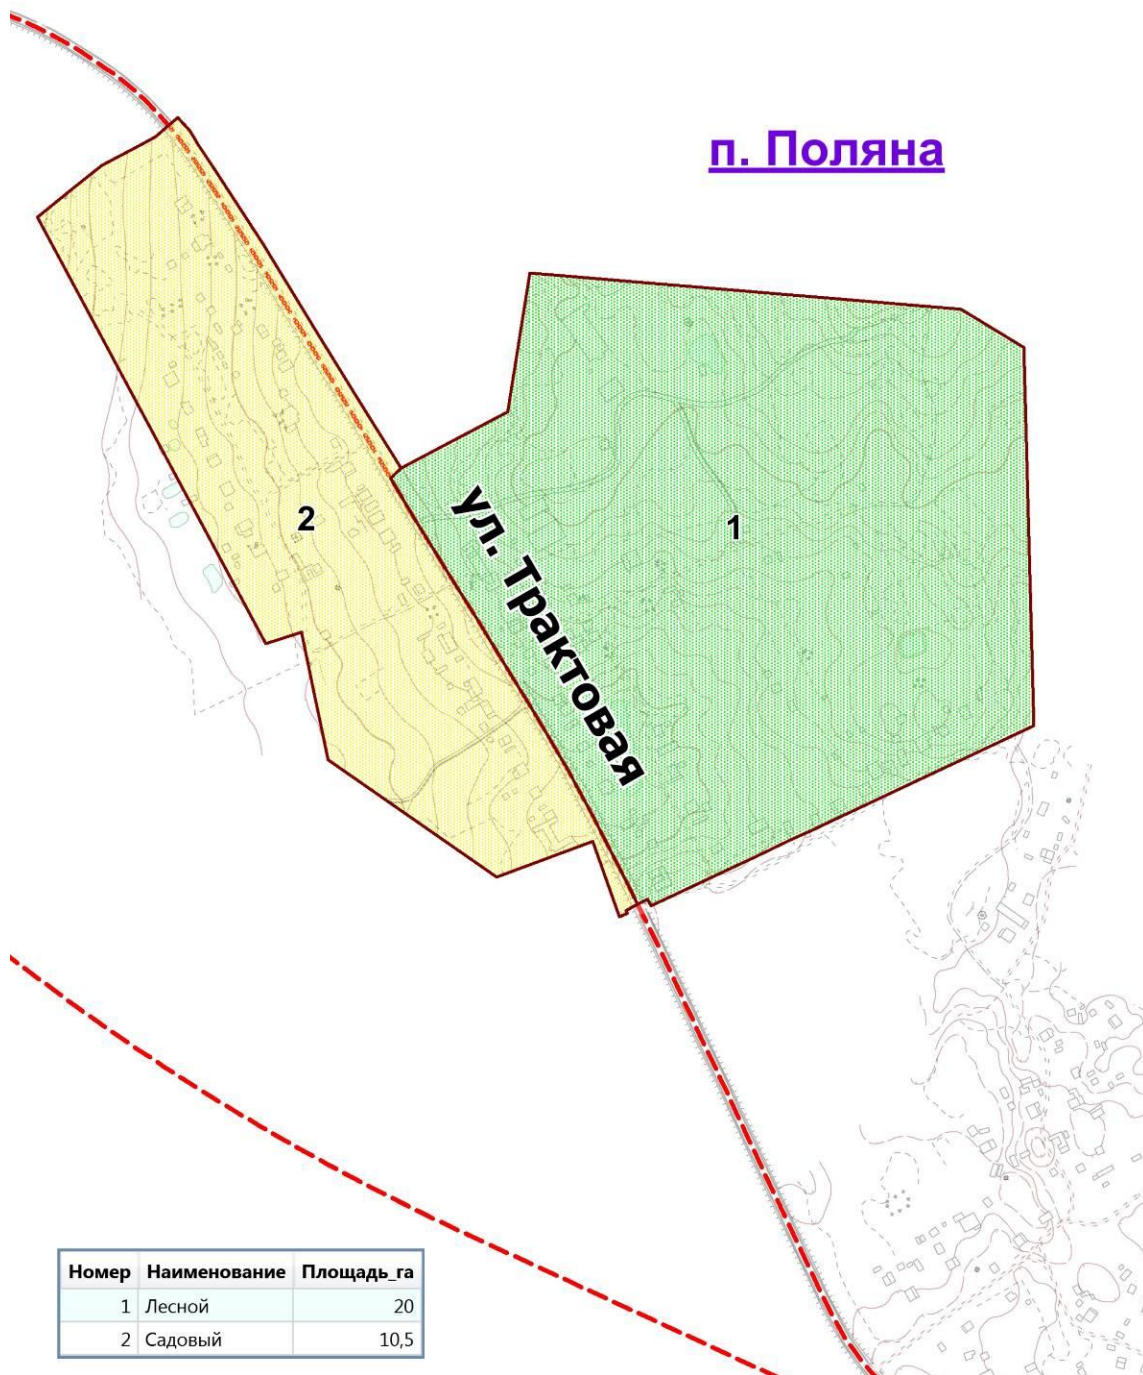 п. Поляна
2
1
ул. Трактовая
Номер Наименование Площадь_га
1 Лесной 20
2 Садовый 10,5